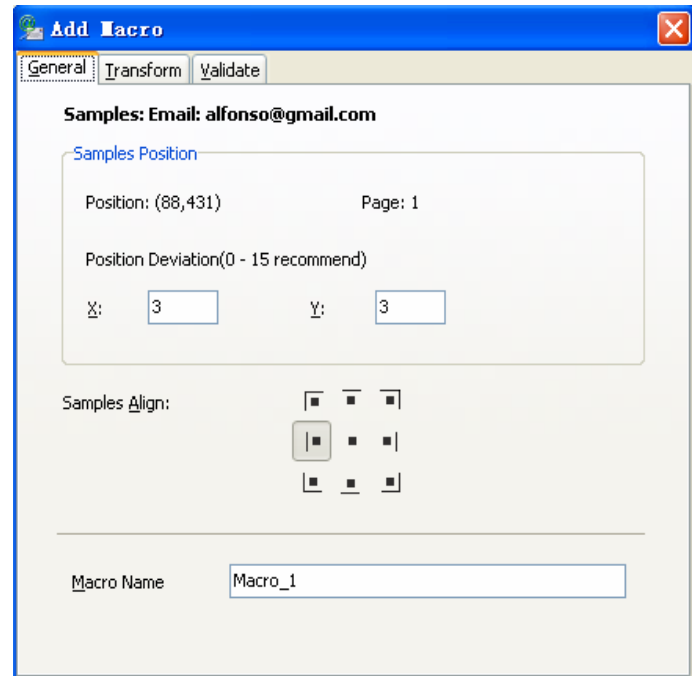 Add Macro
General Transform Validate
Samples: Email: alfonso@gmail.com
Samples Position
Position: (88,431) Page: 1
Position Deviation(0 - 15 recommend)
X: 3 Y: 3
Samples Align:
Macro Name Macro_1